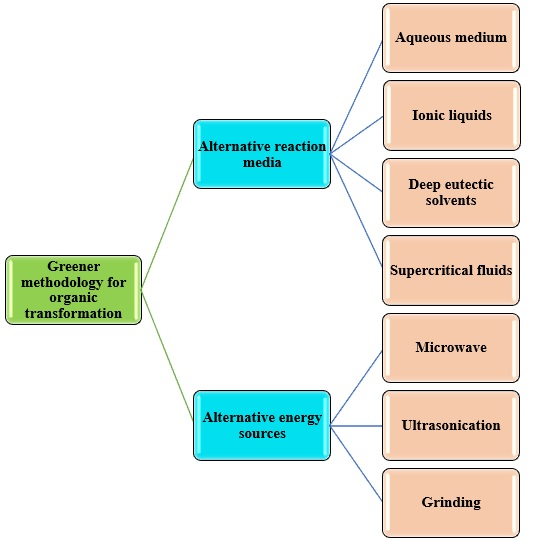 Aqueous medium
Ionic liquids
Alternative reaction
media
Deep eutectic
solvents
Supercritical fluids
Greener
methodology for
organic
transformation
Microwave
Alternative energy
sources
Ultrasonication
Grinding